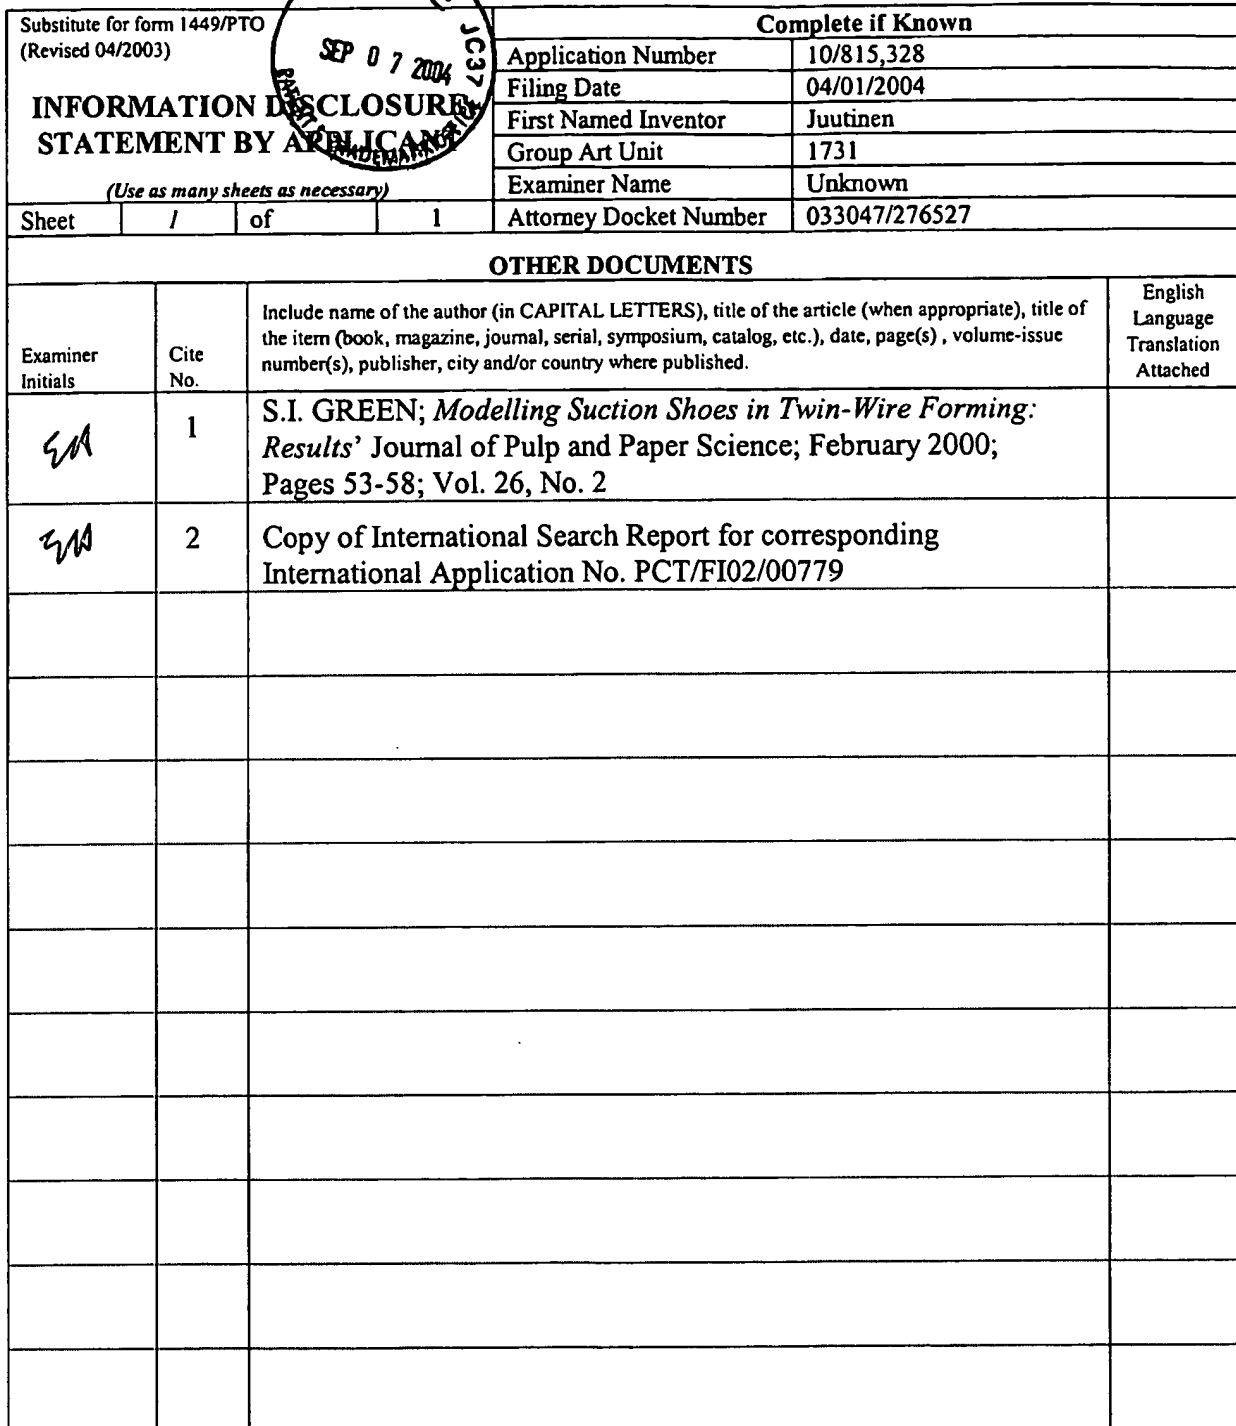 Substitute for form 1449/PTO
(Revised 04/2003)
INFORMATION DISCLOSURE
STATEMENT BY APPLICANT
(Use as many sheets as necessary)
Sheet 1 of 1
SEP 07 2004
JC37
Complete if Known
Application Number 10/815,328
Filing Date 04/01/2004
First Named Inventor Juutinen
Group Art Unit 1731
Examiner Name Unknown
Attorney Docket Number 033047/276527
OTHER DOCUMENTS
Examiner
Initials
Cite
No.
Include name of the author (in CAPITAL LETTERS), title of the article (when appropriate), title of
the item (book, magazine, journal, serial, symposium, catalog, etc.), date, page(s) , volume-issue
number(s), publisher, city and/or country where published.
English
Language
Translation
Attached
1
S.I. GREEN; Modelling Suction Shoes in Twin-Wire Forming:
Results' Journal of Pulp and Paper Science; February 2000;
Pages 53-58; Vol. 26, No. 2
2
Copy of International Search Report for corresponding
International Application No. PCT/FI02/00779